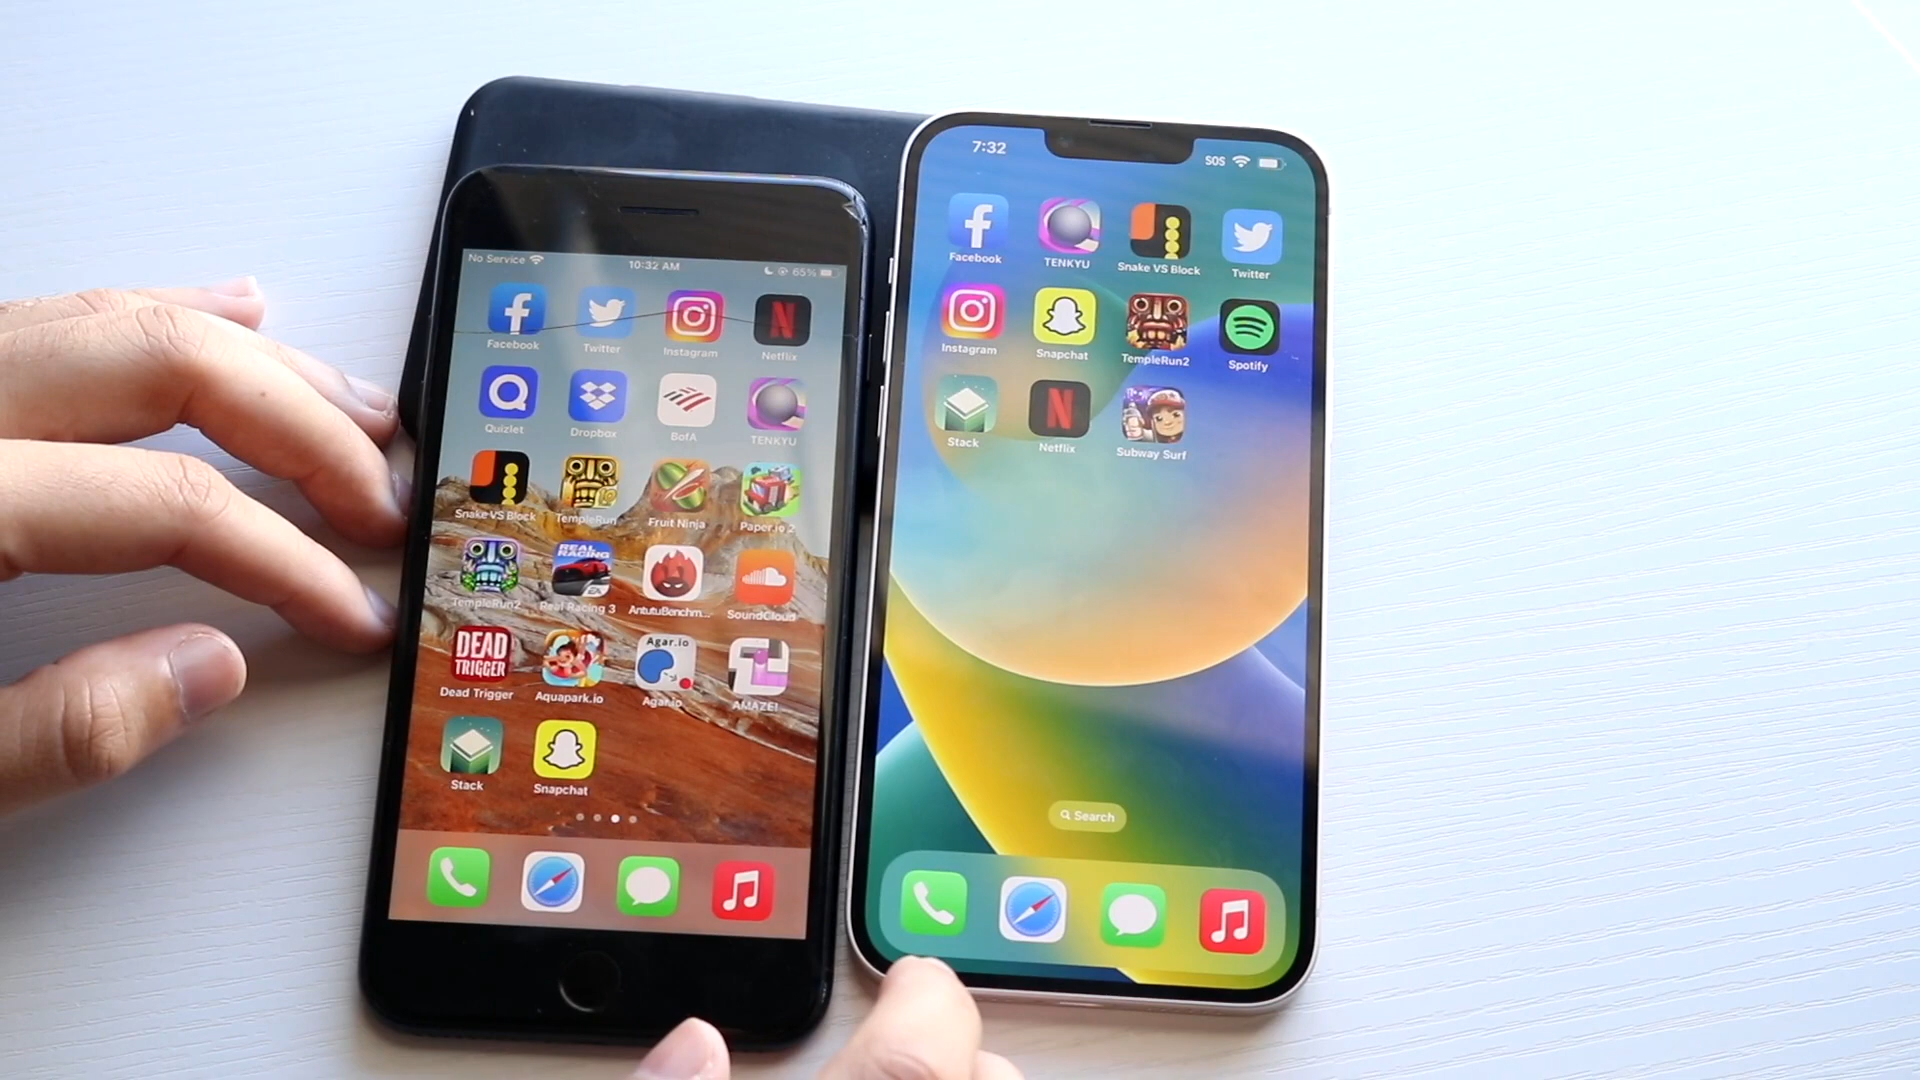 No Service 10:32 AM 65%
Facebook Twitter Instagram Netflix
Quizlet Dropbox BofA TENKYU
Snake VS Block TempleRun Fruit Ninja Paper.io 2
REAL RACING
EA
TempleRun2 Real Racing 3 AntutuBenchm... SoundCloud
DEAD TRIGGER Agar.io
Dead Trigger Aquapark.io Agar.io AMAZE!
Stack Snapchat
7:32 SOS
Facebook TENKYU Snake VS Block Twitter
Instagram Snapchat TempleRun2 Spotify
Stack Netflix Subway Surf
Search